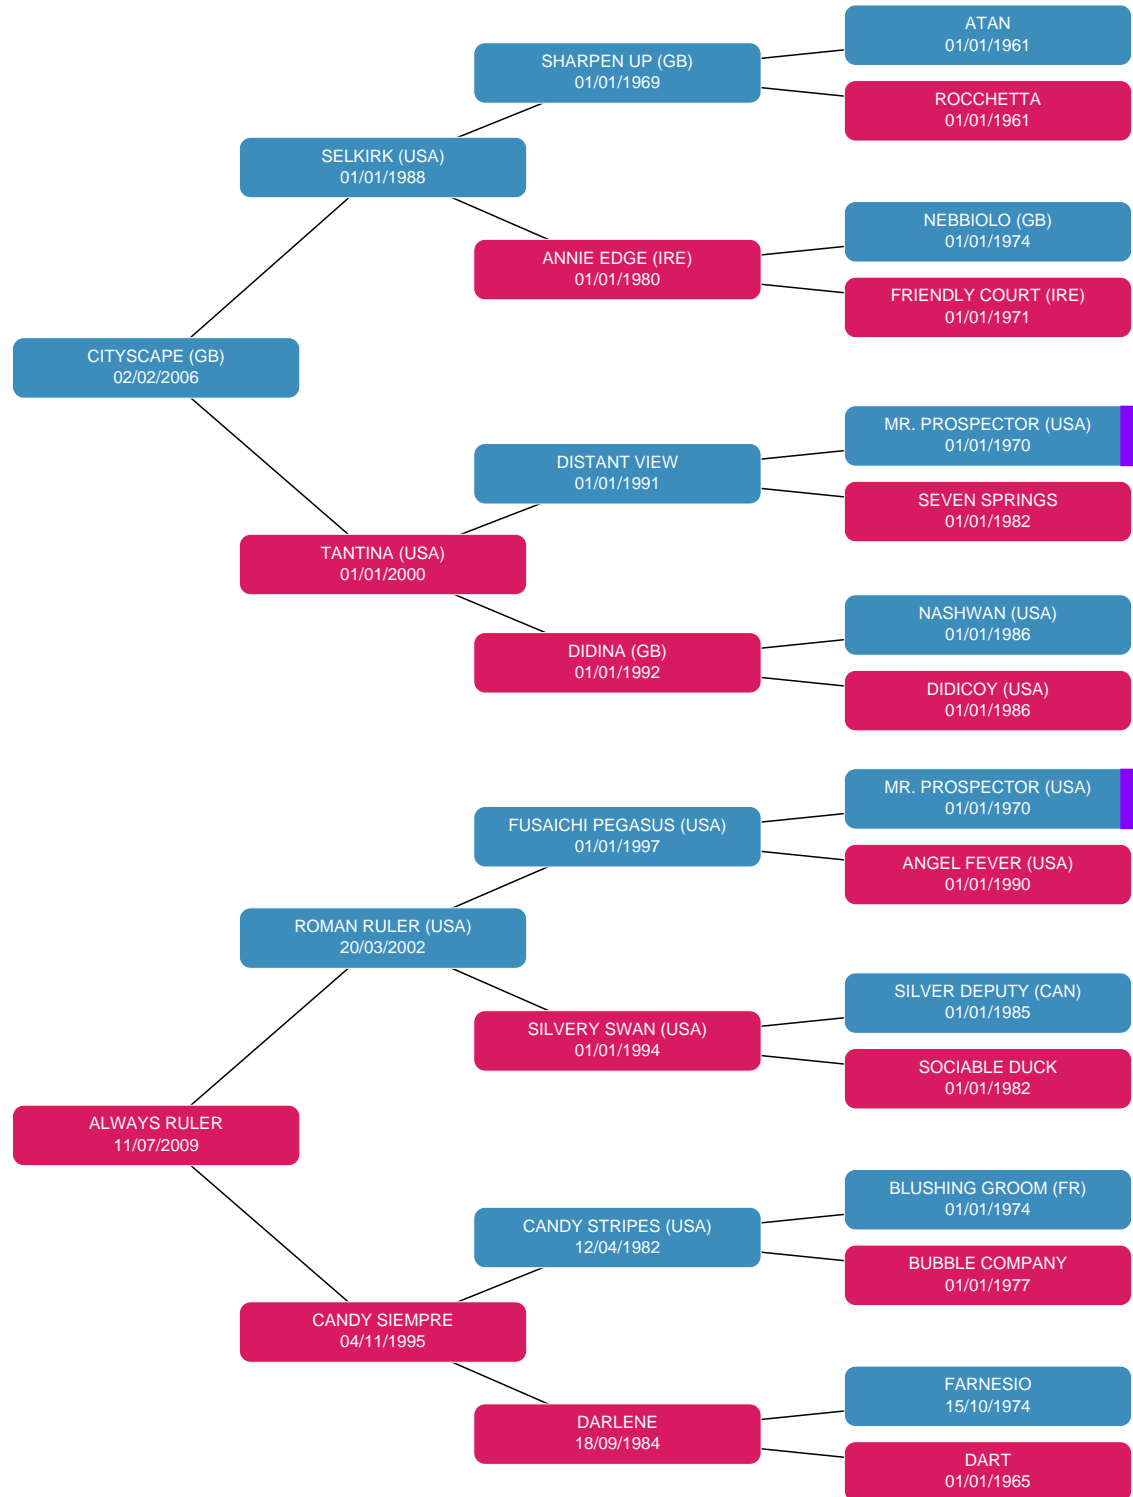 ATAN
01/01/1961
SHARPEN UP (GB)
01/01/1969
ROCCHETTA
01/01/1961
SELKIRK (USA)
01/01/1988
NEBBIOLO (GB)
01/01/1974
ANNIE EDGE (IRE)
01/01/1980
FRIENDLY COURT (IRE)
01/01/1971
CITYSCAPE (GB)
02/02/2006
MR. PROSPECTOR (USA)
01/01/1970
DISTANT VIEW
01/01/1991
SEVEN SPRINGS
01/01/1982
TANTINA (USA)
01/01/2000
NASHWAN (USA)
01/01/1986
DIDINA (GB)
01/01/1992
DIDICOY (USA)
01/01/1986
MR. PROSPECTOR (USA)
01/01/1970
FUSAICHI PEGASUS (USA)
01/01/1997
ANGEL FEVER (USA)
01/01/1990
ROMAN RULER (USA)
20/03/2002
SILVER DEPUTY (CAN)
01/01/1985
SILVERY SWAN (USA)
01/01/1994
SOCIABLE DUCK
01/01/1982
ALWAYS RULER
11/07/2009
BLUSHING GROOM (FR)
01/01/1974
CANDY STRIPES (USA)
12/04/1982
BUBBLE COMPANY
01/01/1977
CANDY SIEMPRE
04/11/1995
FARNESIO
15/10/1974
DARLENE
18/09/1984
DART
01/01/1965